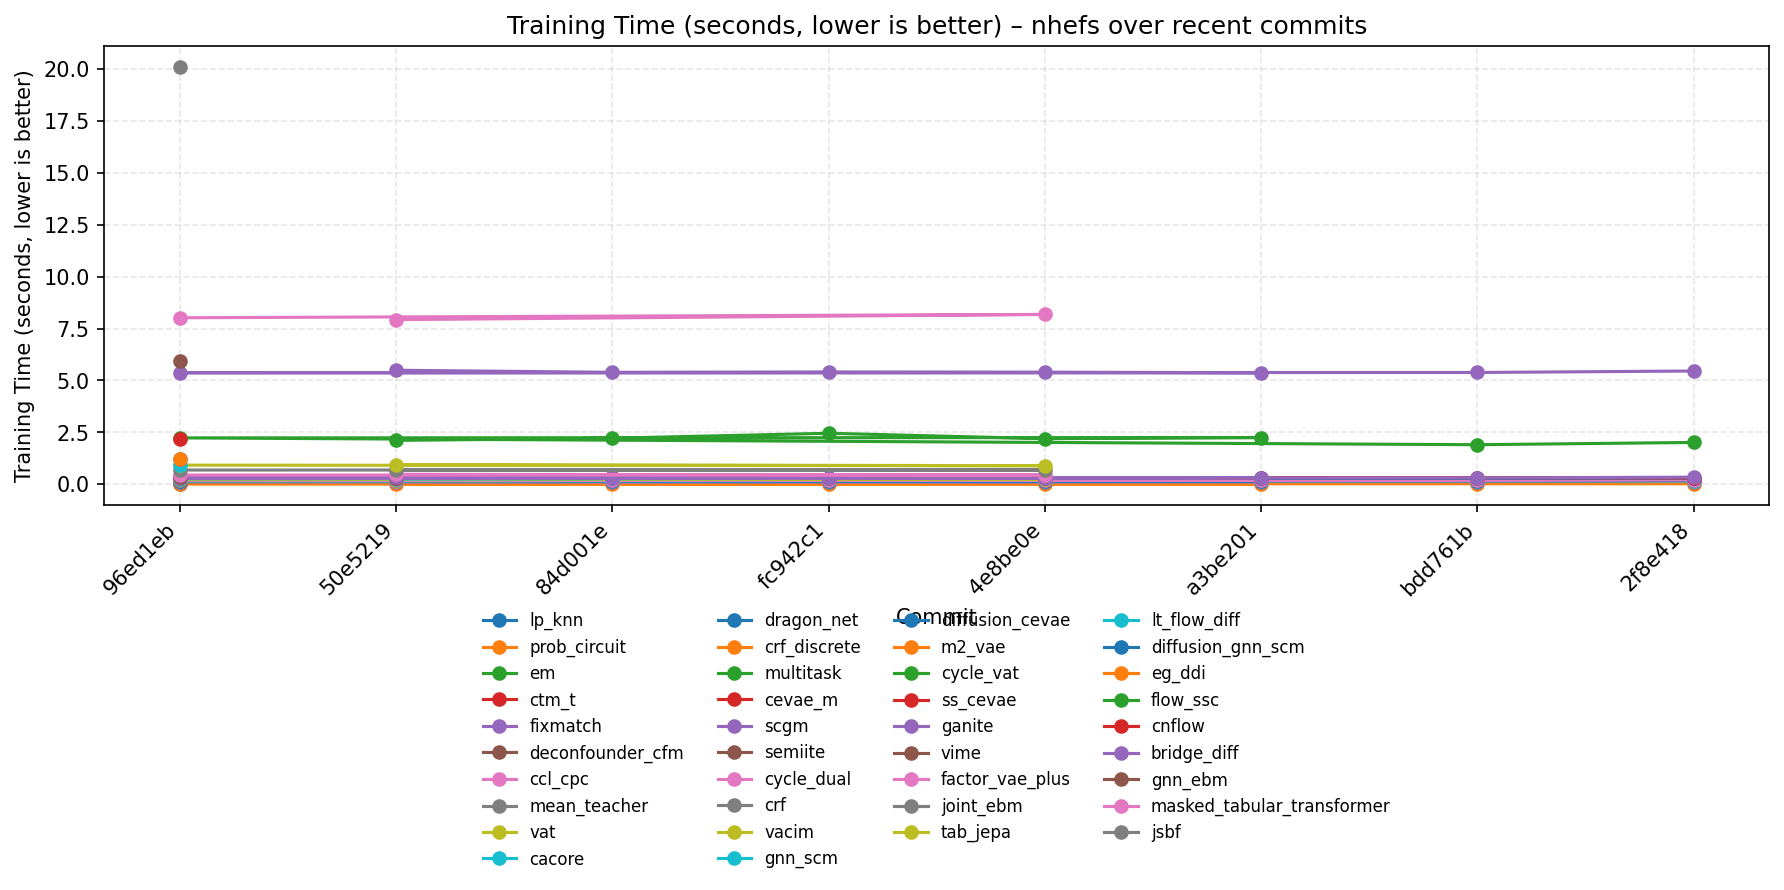 Training Time (seconds, lower is better) – nhefs over recent commits
Training Time (seconds, lower is better)
20.0
17.5
15.0
12.5
10.0
7.5
5.0
2.5
0.0
96ed1eb
50e5219
84d001e
fc942c1
4e8be0e
a3be201
bdd761b
2f8e418
Commit
lp_knn
prob_circuit
em
ctm_t
fixmatch
deconfounder_cfm
ccl_cpc
mean_teacher
vat
cacore
dragon_net
crf_discrete
multitask
cevae_m
scgm
semiite
cycle_dual
crf
vacim
gnn_scm
diffusion_cevae
m2_vae
cycle_vat
ss_cevae
ganite
vime
factor_vae_plus
joint_ebm
tab_jepa
lt_flow_diff
diffusion_gnn_scm
eg_ddi
flow_ssc
cnflow
bridge_diff
gnn_ebm
masked_tabular_transformer
jsbf